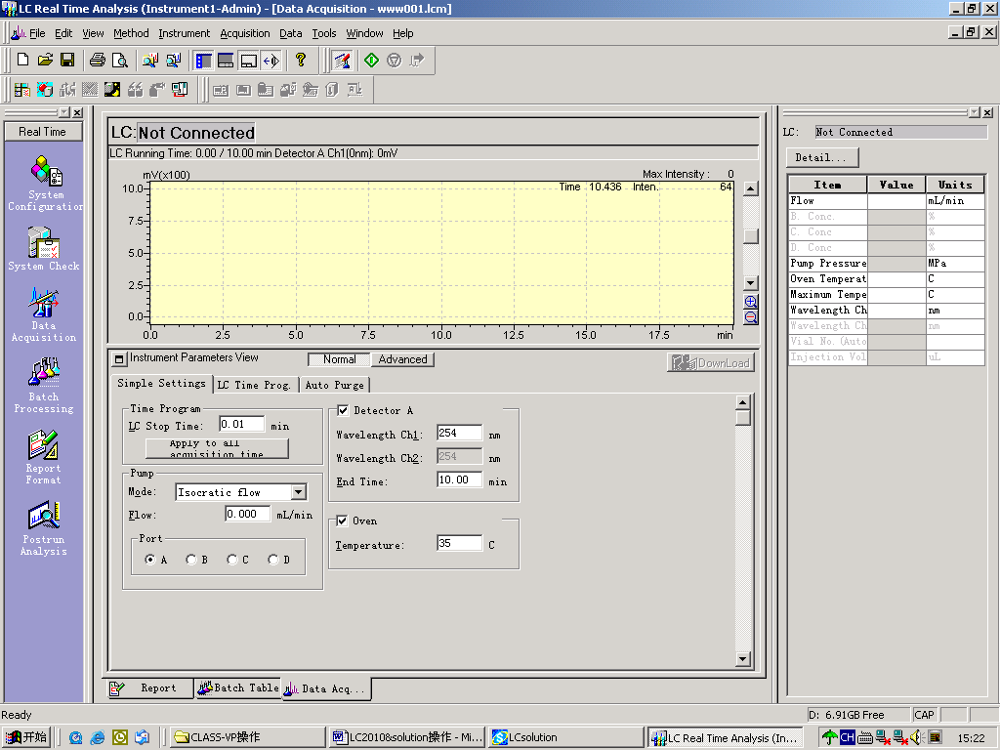 LC Real Time Analysis (Instrument1-Admin) - [Data Acquisition - www001.lcm]
File Edit View Method Instrument Acquisition Data Tools Window Help
Real Time
System
Configuration
System Check
Data
Acquisition
Batch
Processing
Report
Format
Postrun
Analysis
LC: Not Connected
LC Running Time: 0.00 / 10.00 min Detector A Ch1(0nm): 0mV
mV(x100)
Max Intensity : 0
Time 10.436 Inten. 64
10.0
7.5
5.0
2.5
0.0
0.0 2.5 5.0 7.5 10.0 12.5 15.0 17.5 min
Instrument Parameters View
Normal
Advanced
DownLoad
Simple Settings
LC Time Prog.
Auto Purge
Time Program
LC Stop Time: 0.01 min
Apply to all
acquisition time
Pump
Mode: Isocratic flow
Flow: 0.000 mL/min
Port
A B C D
Detector A
Wavelength Ch1: 254 nm
Wavelength Ch2: 254 nm
End Time: 10.00 min
Oven
Temperature: 35 C
Report
Batch Table
Data Acq...
LC: Not Connected
Detail...
Item Value Units
Flow mL/min
B. Conc. %
C. Conc %
D. Conc %
Pump Pressure MPa
Oven Temperat C
Maximum Tempe C
Wavelength Ch nm
Wavelength Ch nm
Vial No. (Auto
Injection Vol uL
Ready
D: 6.91GB Free
CAP
开始
CLASS-VP操作
LC2010&solution操作 - Mi...
LCsolution
LC Real Time Analysis (In...
CH
15:22